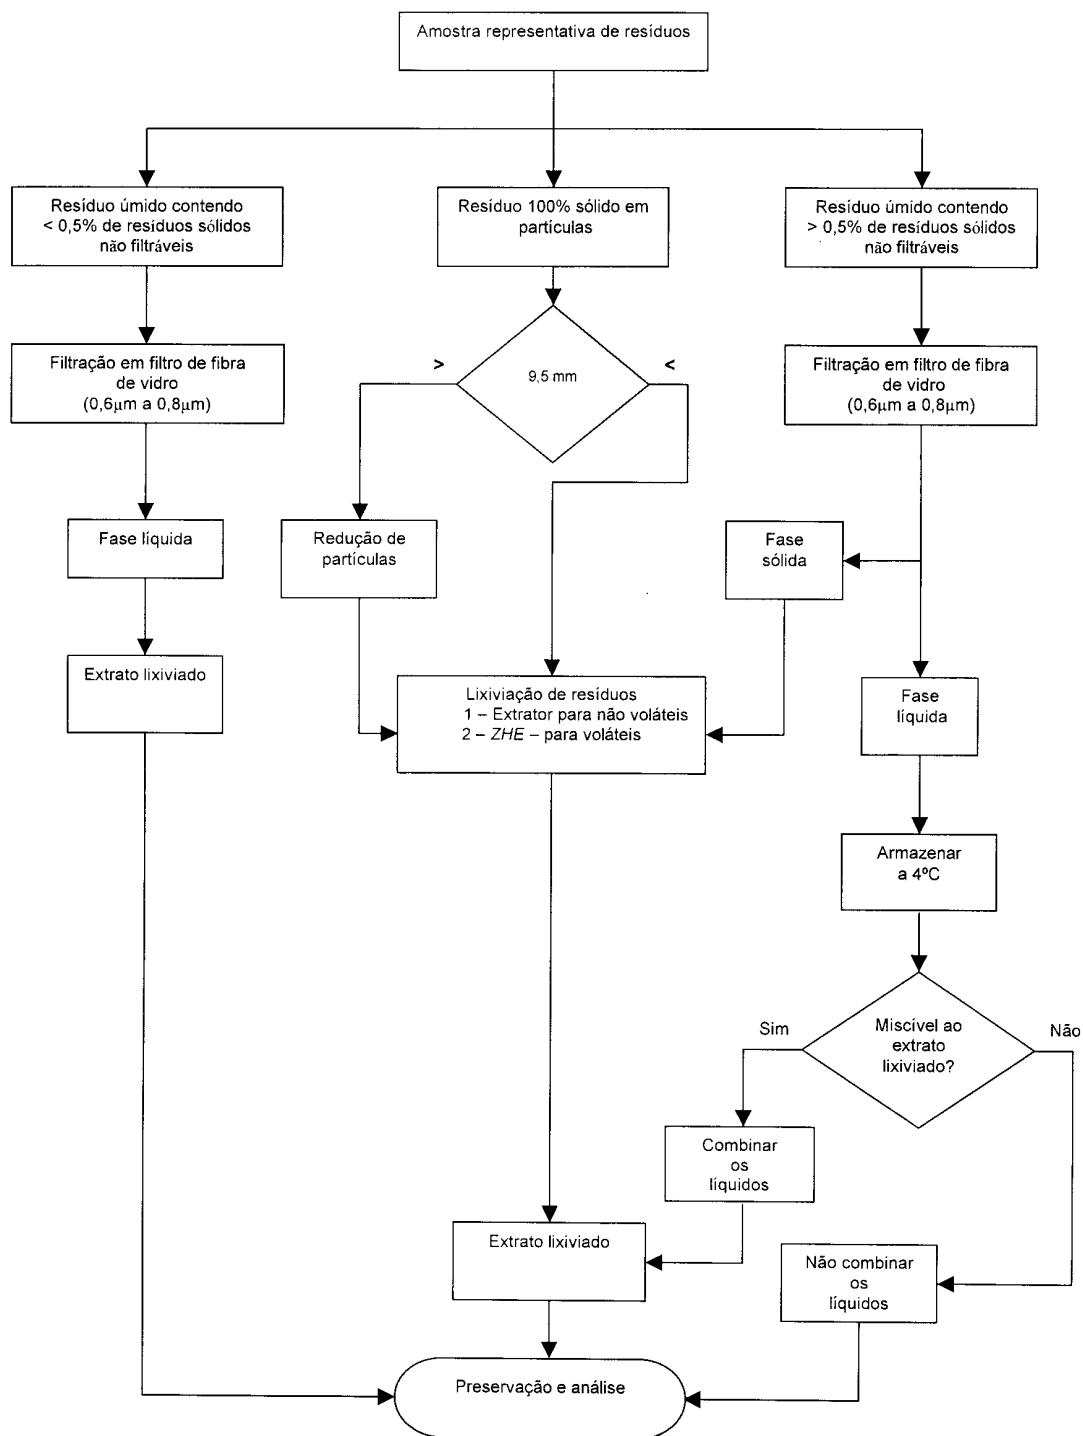 Amostra representativa de resíduos
Resíduo úmido contendo
< 0,5% de resíduos sólidos
não filtráveis
Resíduo 100% sólido em
partículas
Resíduo úmido contendo
> 0,5% de resíduos sólidos
não filtráveis
Filtração em filtro de fibra
de vidro
(0,6µm a 0,8µm)
>
9,5 mm
<
Filtração em filtro de fibra
de vidro
(0,6µm a 0,8µm)
Fase líquida
Redução de
partículas
Fase
sólida
Extrato lixiviado
Lixiviação de resíduos
1 – Extrator para não voláteis
2 – ZHE – para voláteis
Fase
líquida
Armazenar
a 4ºC
Sim
Miscível ao
extrato
lixiviado?
Não
Combinar
os
líquidos
Extrato lixiviado
Não combinar
os
líquidos
Preservação e análise